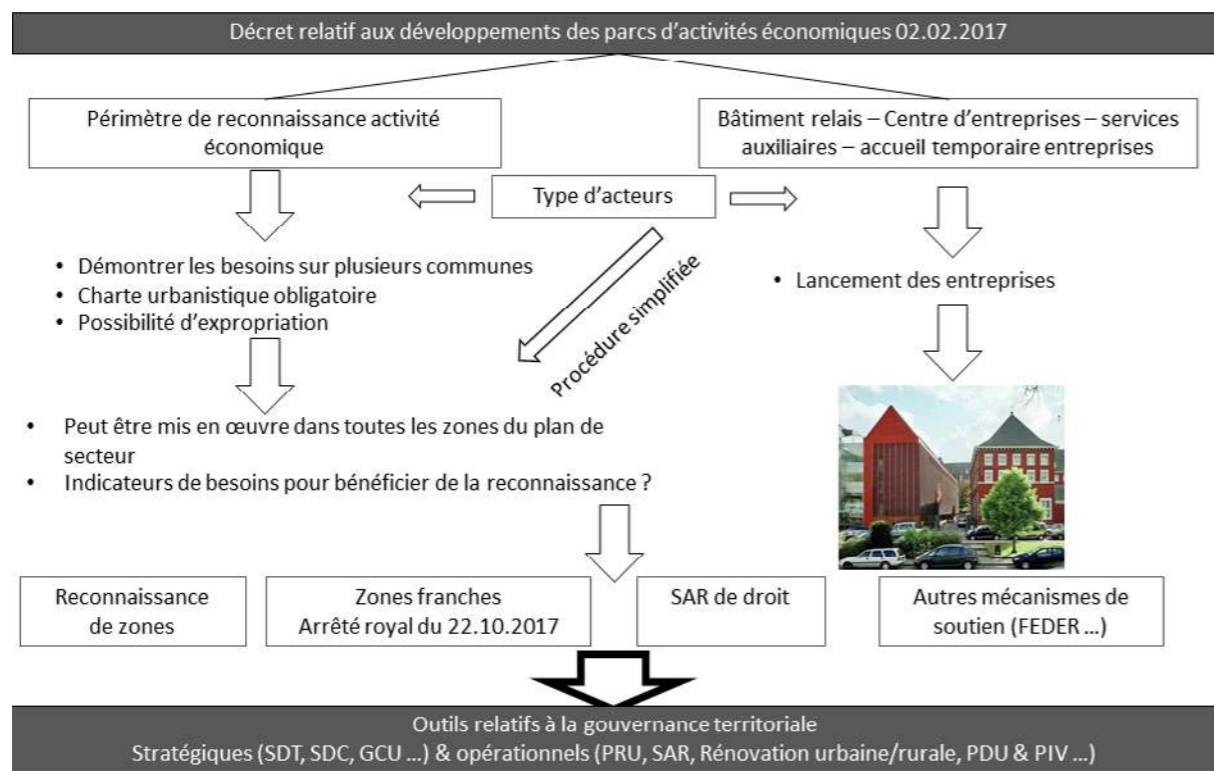 Décret relatif aux développements des parcs d'activités économiques 02.02.2017
Périmètre de reconnaissance activité
économique
Bâtiment relais – Centre d'entreprises – services
auxiliaires – accueil temporaire entreprises
Type d'acteurs
• Démontrer les besoins sur plusieurs communes
• Charte urbanistique obligatoire
• Possibilité d'expropriation
Procédure simplifiée
• Lancement des entreprises
• Peut être mis en œuvre dans toutes les zones du plan de
secteur
• Indicateurs de besoins pour bénéficier de la reconnaissance ?
Reconnaissance
de zones
Zones franches
Arrêté royal du 22.10.2017
SAR de droit
Autres mécanismes de
soutien (FEDER ...)
Outils relatifs à la gouvernance territoriale
Stratégiques (SDT, SDC, GCU ...) & opérationnels (PRU, SAR, Rénovation urbaine/rurale, PDU & PIV ...)